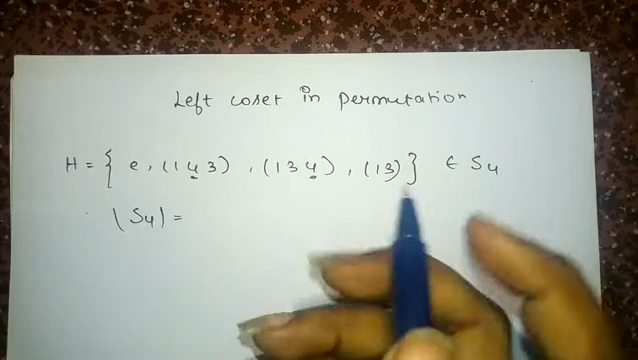 Left coset in permutation
H = { e, (1 4 3), (1 3 4), (1 3) } ∈ S4
|S4| =